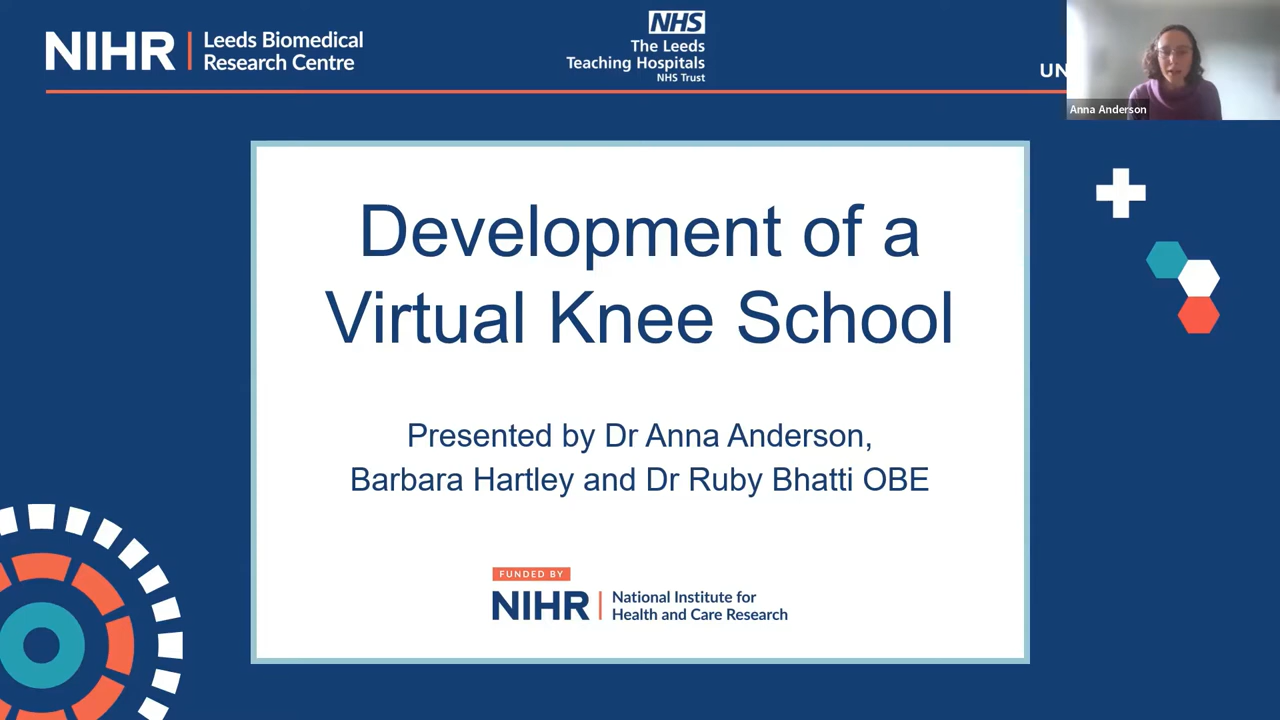 NIHR
Leeds Biomedical
Research Centre
NHS
The Leeds
Teaching Hospitals
NHS Trust
UN
Anna Anderson
Development of a
Virtual Knee School
Presented by Dr Anna Anderson,
Barbara Hartley and Dr Ruby Bhatti OBE
FUNDED BY
NIHR
National Institute for
Health and Care Research